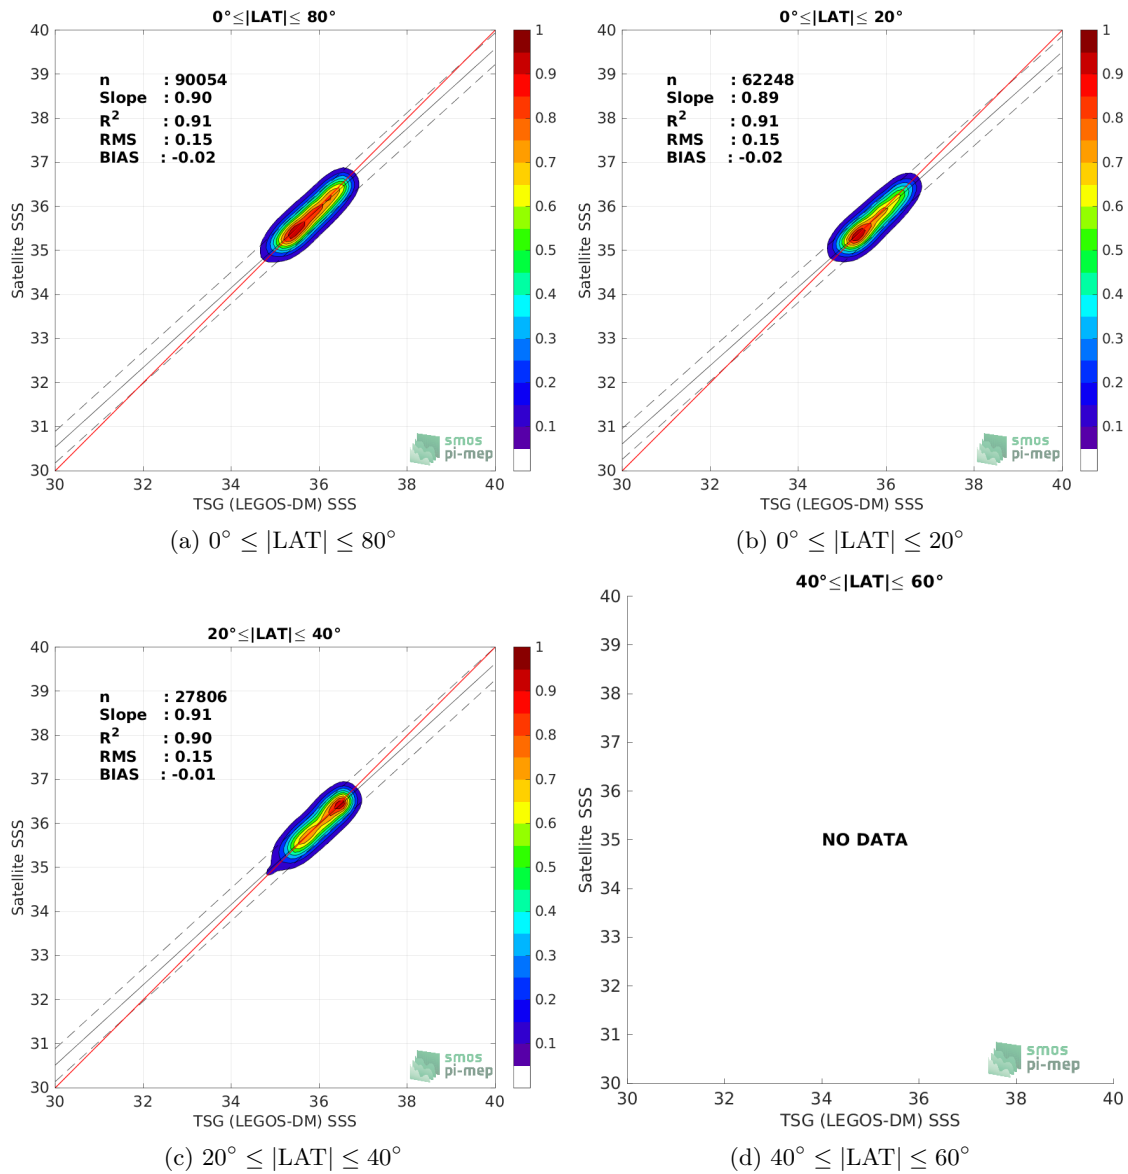 0°≤|LAT|≤ 80°
40
39
38
37
36
35
34
33
32
31
30
Satellite SSS
n : 90054
Slope : 0.90
R² : 0.91
RMS : 0.15
BIAS : -0.02
smos
pi-mep
30 32 34 36 38 40
TSG (LEGOS-DM) SSS
1
0.9
0.8
0.7
0.6
0.5
0.4
0.3
0.2
0.1
(a) 0° ≤ |LAT| ≤ 80°
0°≤|LAT|≤ 20°
40
39
38
37
36
35
34
33
32
31
30
Satellite SSS
n : 62248
Slope : 0.89
R² : 0.91
RMS : 0.15
BIAS : -0.02
smos
pi-mep
30 32 34 36 38 40
TSG (LEGOS-DM) SSS
1
0.9
0.8
0.7
0.6
0.5
0.4
0.3
0.2
0.1
(b) 0° ≤ |LAT| ≤ 20°
20°≤|LAT|≤ 40°
40
39
38
37
36
35
34
33
32
31
30
Satellite SSS
n : 27806
Slope : 0.91
R² : 0.90
RMS : 0.15
BIAS : -0.01
smos
pi-mep
30 32 34 36 38 40
TSG (LEGOS-DM) SSS
1
0.9
0.8
0.7
0.6
0.5
0.4
0.3
0.2
0.1
(c) 20° ≤ |LAT| ≤ 40°
40°≤|LAT|≤ 60°
40
39
38
37
36
35
34
33
32
31
30
Satellite SSS
NO DATA
smos
pi-mep
30 32 34 36 38 40
TSG (LEGOS-DM) SSS
(d) 40° ≤ |LAT| ≤ 60°